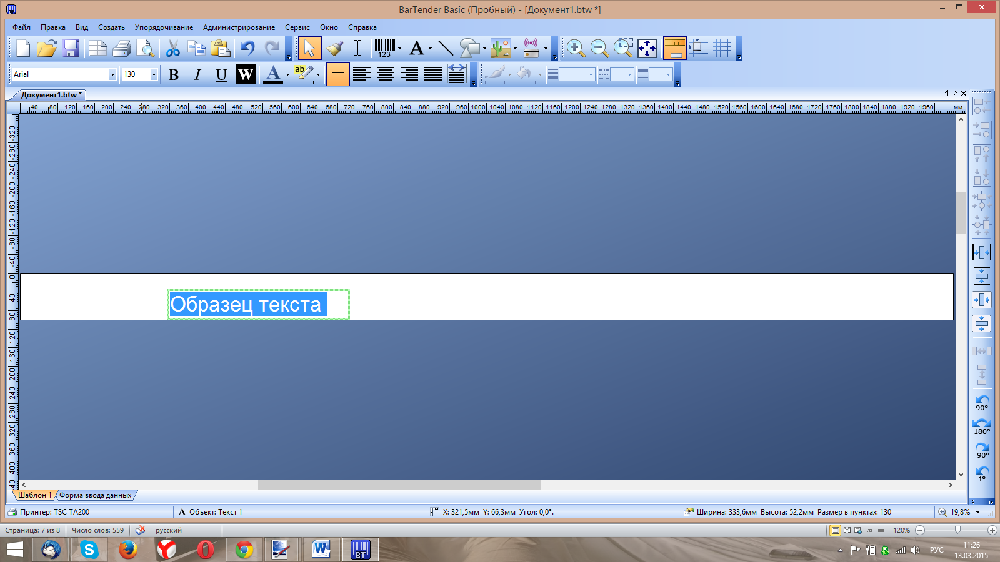 BarTender Basic (Пробный) - [Документ1.btw *]
Файл Правка Вид Создать Упорядочивание Администрирование Сервис Окно Справка
123
Arial 130 B I U W A ab
Документ1.btw *
40 80 120 160 200 240 280 320 360 400 440 480 520 560 600 640 680 720 760 800 840 880 920 960 1000 1040 1080 1120 1160 1200 1240 1280 1320 1360 1400 1440 1480 1520 1560 1600 1640 1680 1720 1760 1800 1840 1880 1920 1960 мм
-320
-280
-240
-200
-160
-120
-80
-40
0
40
80
120
160
200
240
280
320
360
400
440
Образец текста
90°
180°
90°
1°
Шаблон 1 Форма ввода данных
Принтер: TSC TA200 A Объект: Текст 1 X: 321,5мм Y: 66,3мм Угол: 0,0°. Ширина: 333,6мм Высота: 52,2мм Размер в пунктах: 130 19,8%
Страница: 7 из 8 Число слов: 559 русский 120%
BT РУС 11:26
13.03.2015